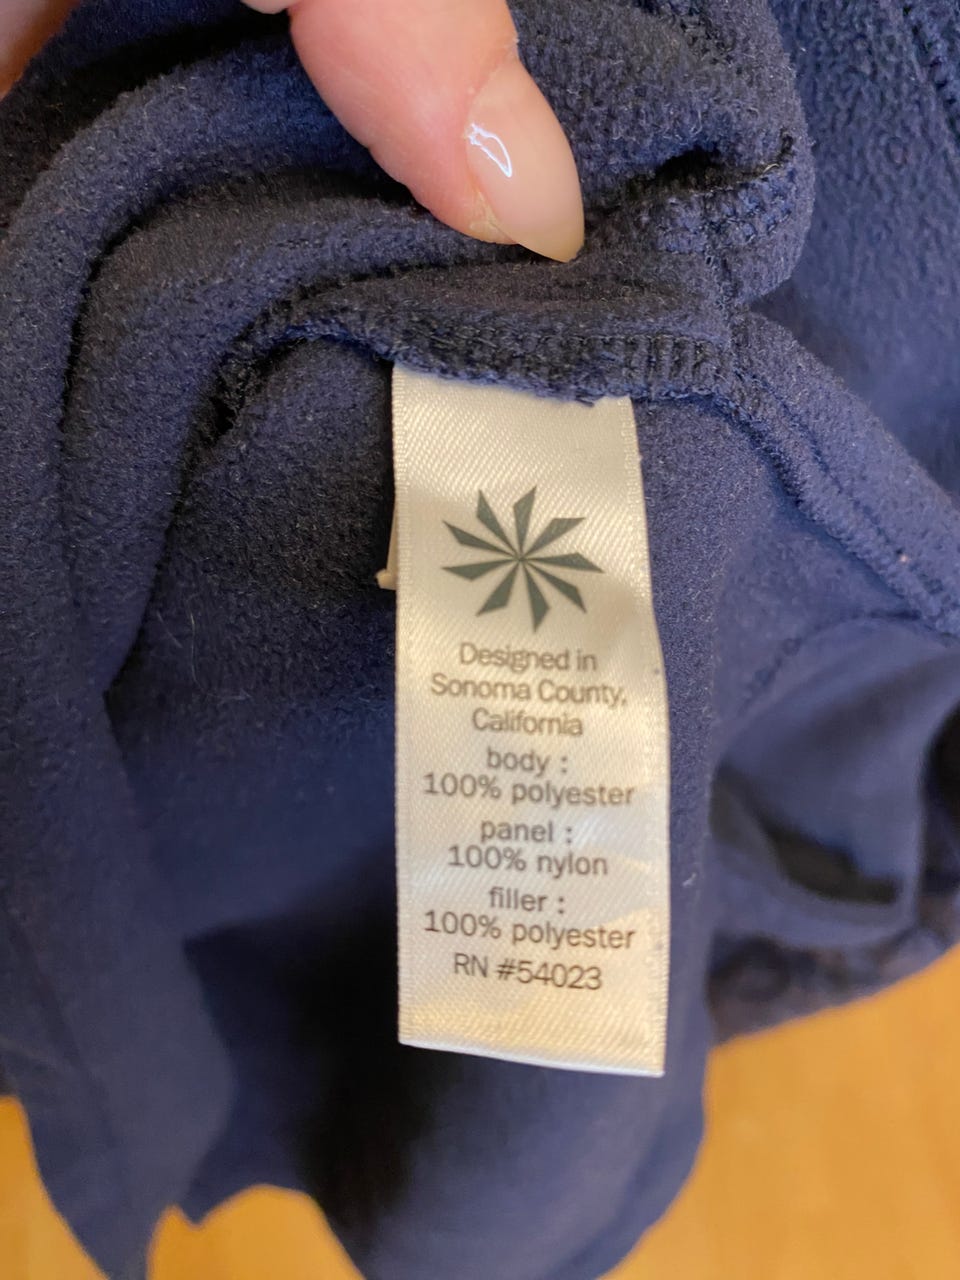 Designed in
Sonoma County,
California
body :
100% polyester
panel :
100% nylon
filler :
100% polyester
RN #54023